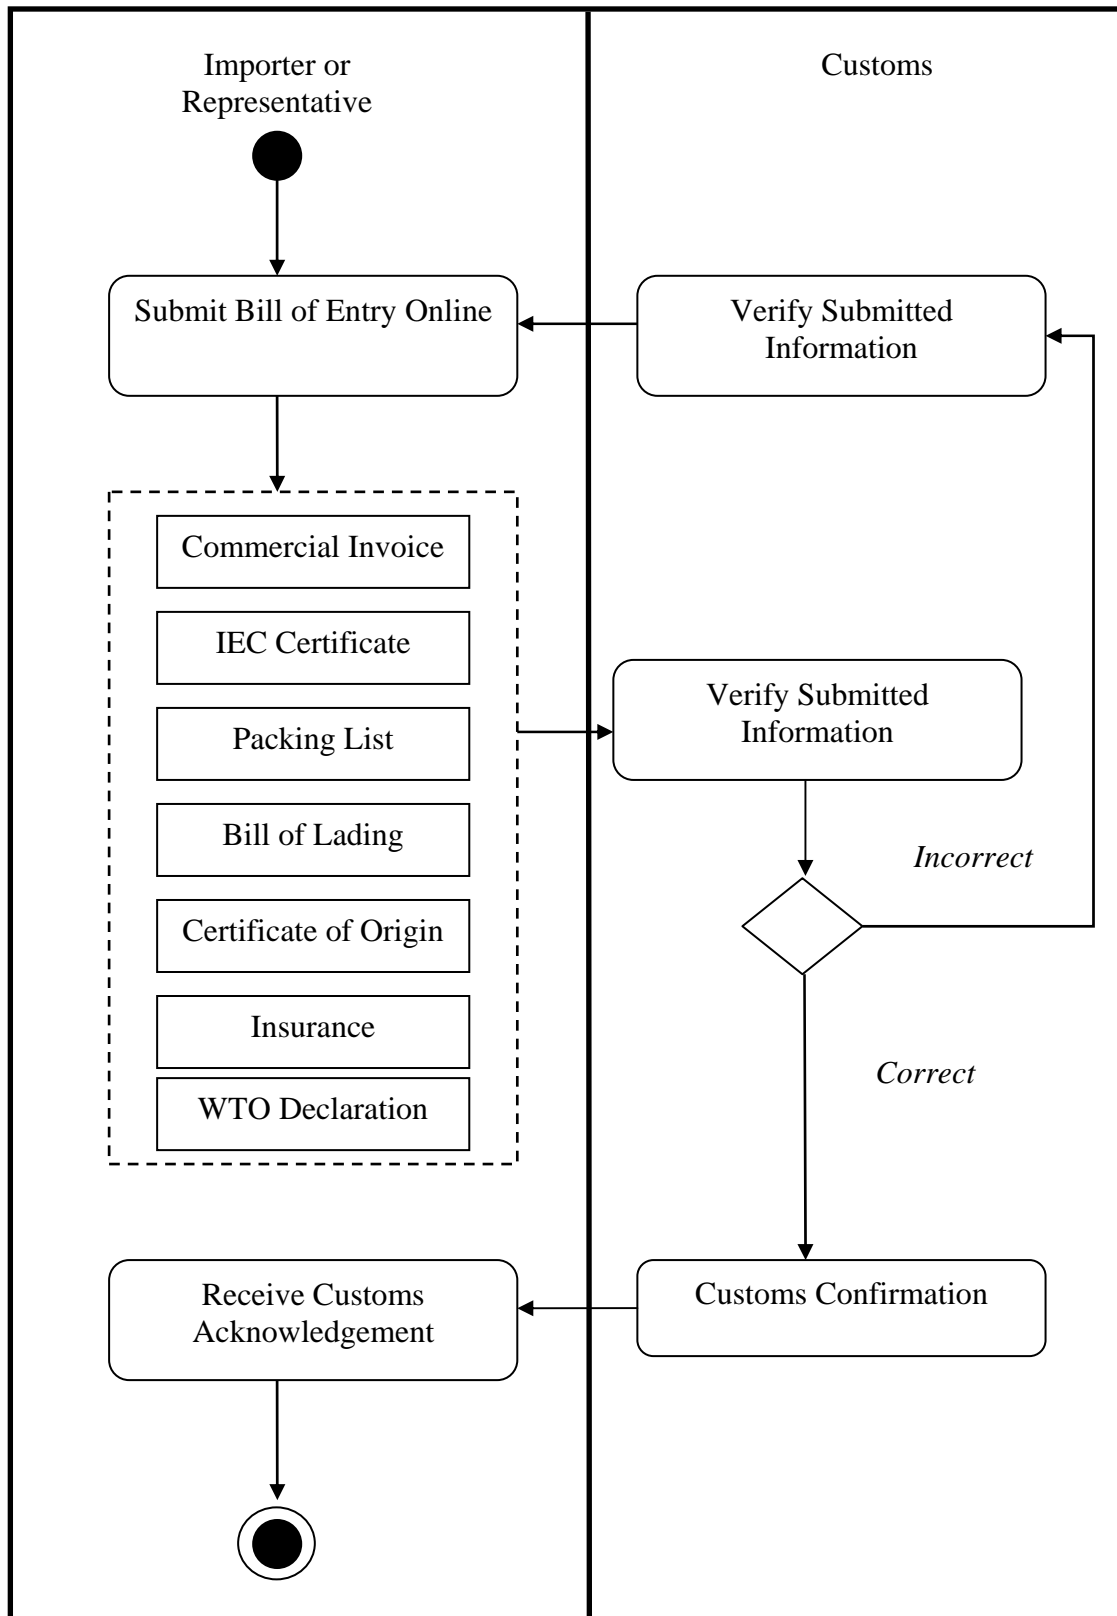 Importer or
Representative
Customs
Submit Bill of Entry Online
Verify Submitted
Information
Commercial Invoice
IEC Certificate
Packing List
Bill of Lading
Certificate of Origin
Insurance
WTO Declaration
Verify Submitted
Information
Incorrect
Correct
Receive Customs
Acknowledgement
Customs Confirmation